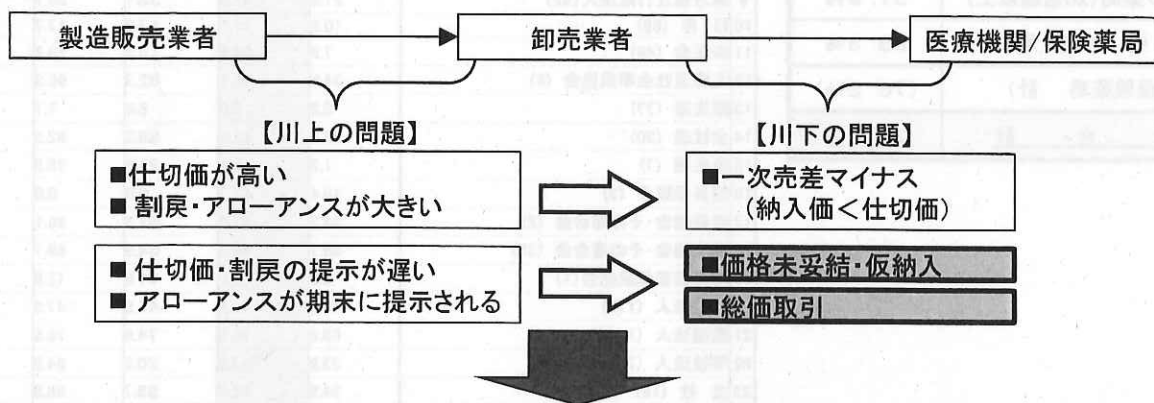 製造販売業者
卸売業者
医療機関/保険薬局
【川上の問題】
【川下の問題】
■仕切価が高い
■割戻・アローアンスが大きい
■一次売差マイナス
(納入価<仕切価)
■仕切価・割戻の提示が遅い
■アローアンスが期末に提示される
■価格未妥結・仮納入
■総価取引